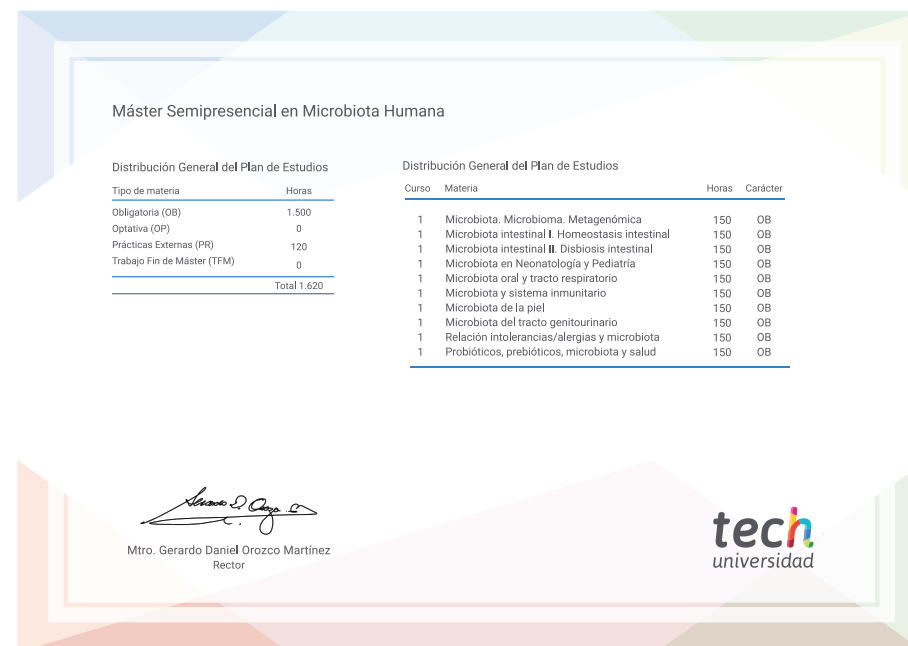 Máster Semipresencial en Microbiota Humana
Distribución General del Plan de Estudios
Tipo de materia Horas
Obligatoria (OB) 1.500
Optativa (OP) 0
Prácticas Externas (PR) 120
Trabajo Fin de Máster (TFM) 0
Total 1.620
Distribución General del Plan de Estudios
Curso Materia Horas Carácter
1 Microbiota. Microbioma. Metagenómica 150 OB
1 Microbiota intestinal I. Homeostasis intestinal 150 OB
1 Microbiota intestinal II. Disbiosis intestinal 150 OB
1 Microbiota en Neonatología y Pediatría 150 OB
1 Microbiota oral y tracto respiratorio 150 OB
1 Microbiota y sistema inmunitario 150 OB
1 Microbiota de la piel 150 OB
1 Microbiota del tracto genitourinario 150 OB
1 Relación intolerancias/alergias y microbiota 150 OB
1 Probióticos, prebióticos, microbiota y salud 150 OB
Mtro. Gerardo Daniel Orozco Martínez
Rector
tech
universidad